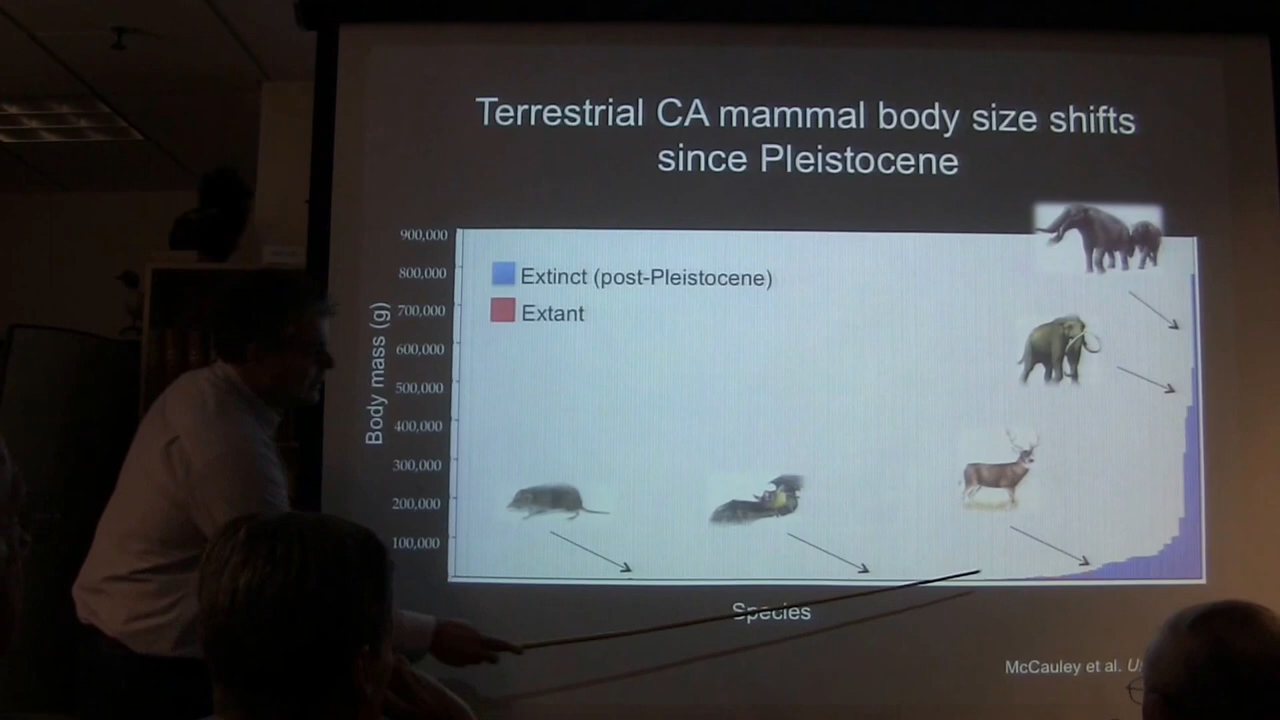 Terrestrial CA mammal body size shifts
since Pleistocene
900,000
800,000
700,000
600,000
500,000
400,000
300,000
200,000
100,000
Body mass (g)
Extinct (post-Pleistocene)
Extant
Species
McCauley et al.